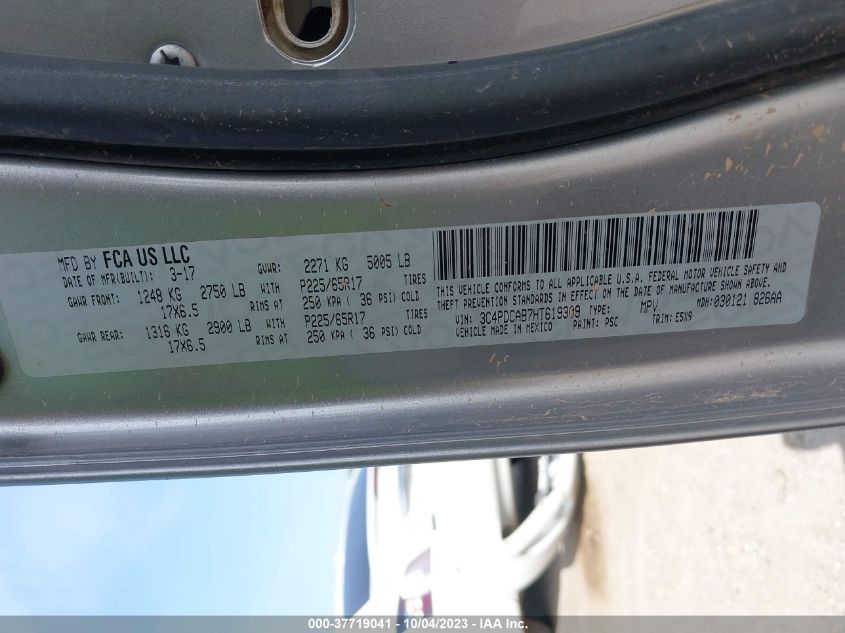 MFD BY FCA US LLC
DATE OF MFR(BUILT): 3-17 GVWR: 2271 KG 5005 LB
GAWR FRONT: 1248 KG 2750 LB WITH P225/65R17 TIRES
17X6.5 RIMS AT 250 KPA ( 36 PSI) COLD
GAWR REAR: 1316 KG 2900 LB WITH P225/65R17 TIRES
17X6.5 RIMS AT 250 KPA ( 36 PSI) COLD
THIS VEHICLE CONFORMS TO ALL APPLICABLE U.S.A. FEDERAL MOTOR VEHICLE SAFETY AND
THEFT PREVENTION STANDARDS IN EFFECT ON THE DATE OF MANUFACTURE SHOWN ABOVE.
VIN: 3C4PDCAB7HT619309 TYPE: MPV MDH: 030121 826AA
VEHICLE MADE IN MEXICO PAINT: PSC TRIM: E5X9
000-37719041 - 10/04/2023 - IAA Inc.